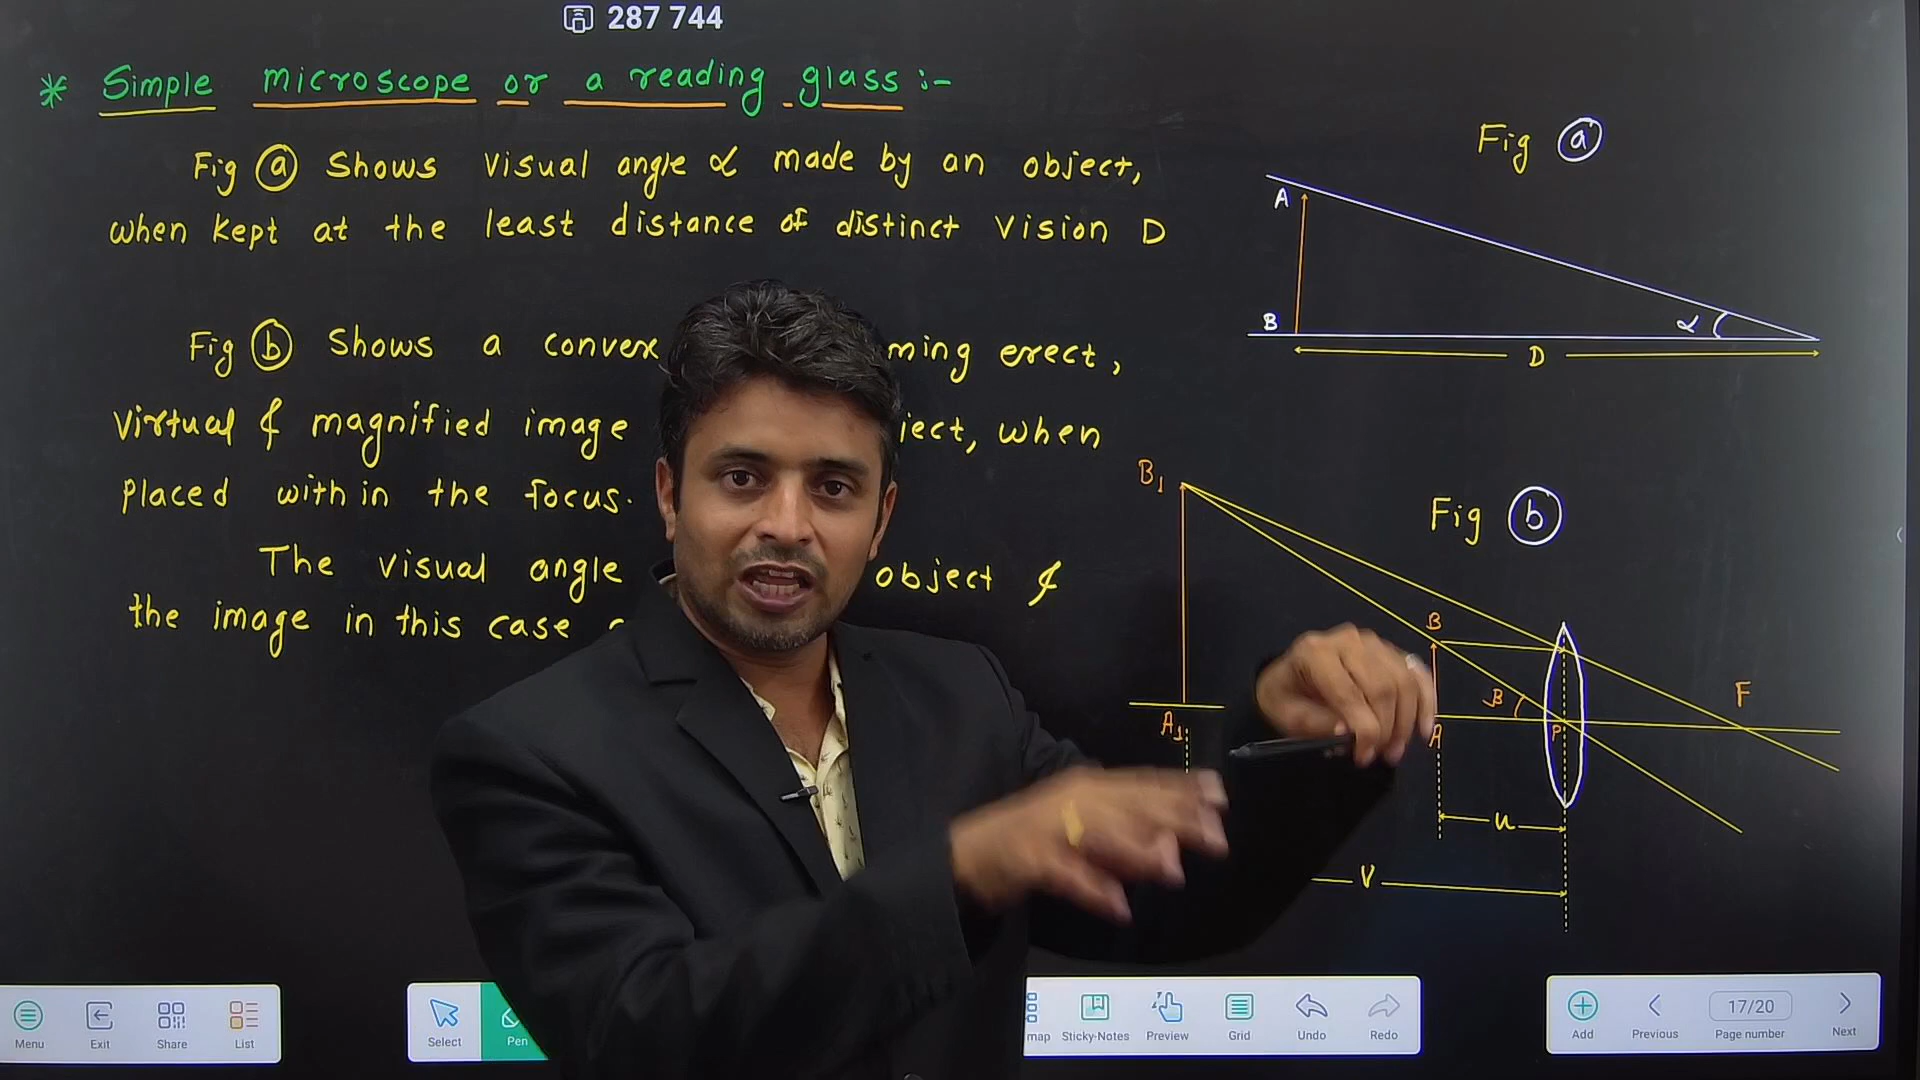 287 744
* Simple microscope or a reading glass :-
Fig (a) Shows Visual angle α made by an object,
when kept at the least distance of distinct Vision D
Fig (b) Shows a convex ming erect,
Virtual & magnified image ject, when
placed within the focus.
The visual angle object &
the image in this case
Fig (a)
A
B
α
D
Fig (b)
B1
A1
B
A
β
P
F
u
V
Menu
Exit
Share
List
Select
Pen
map
Sticky-Notes
Preview
Grid
Undo
Redo
Add
Previous
17/20
Page number
Next